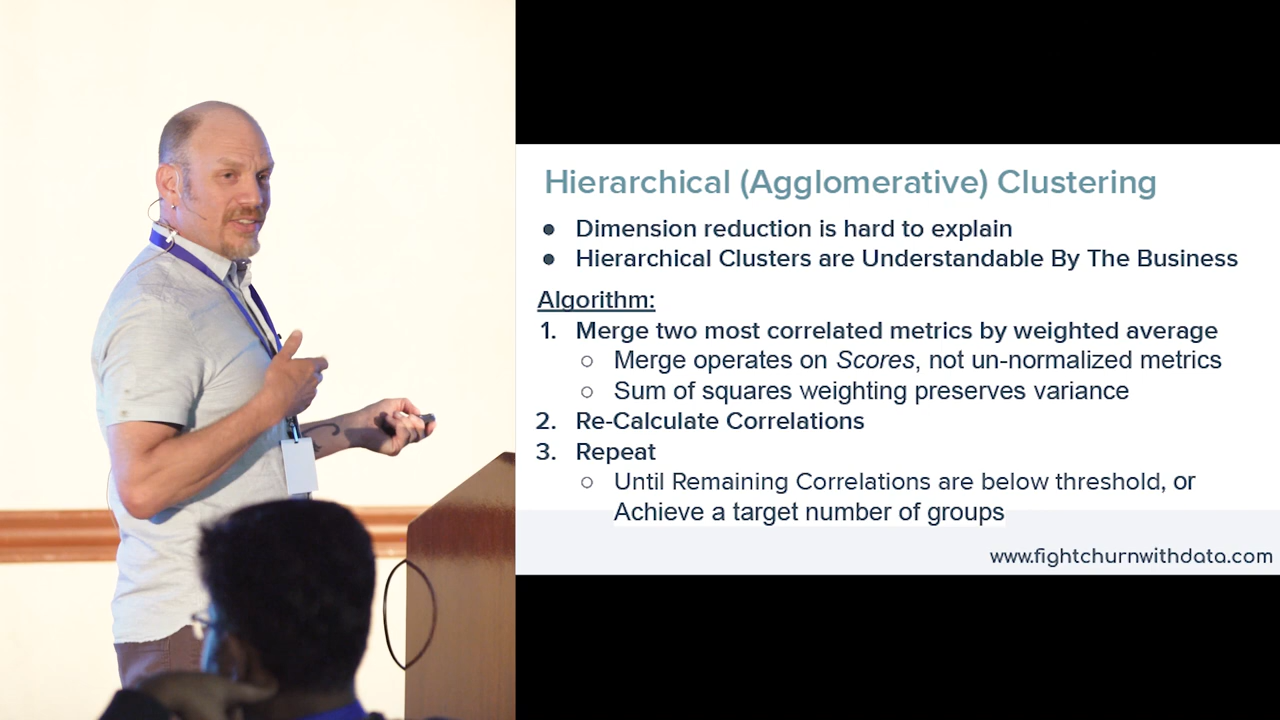 Hierarchical (Agglomerative) Clustering
● Dimension reduction is hard to explain
● Hierarchical Clusters are Understandable By The Business
Algorithm:
1. Merge two most correlated metrics by weighted average
○ Merge operates on Scores, not un-normalized metrics
○ Sum of squares weighting preserves variance
2. Re-Calculate Correlations
3. Repeat
○ Until Remaining Correlations are below threshold, or
Achieve a target number of groups
www.fightchurnwithdata.com